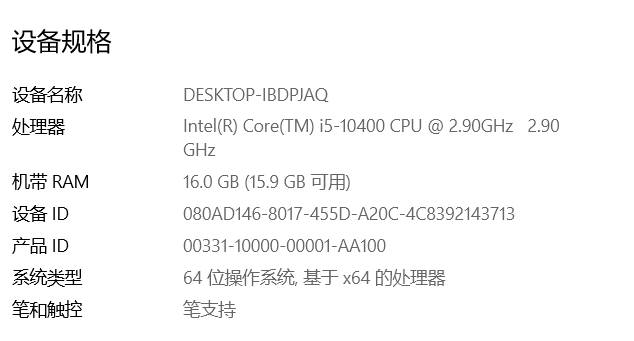 设备规格
设备名称 DESKTOP-IBDPJAQ
处理器 Intel(R) Core(TM) i5-10400 CPU @ 2.90GHz 2.90
GHz
机带 RAM 16.0 GB (15.9 GB 可用)
设备 ID 080AD146-8017-455D-A20C-4C8392143713
产品 ID 00331-10000-00001-AA100
系统类型 64 位操作系统, 基于 x64 的处理器
笔和触控 笔支持